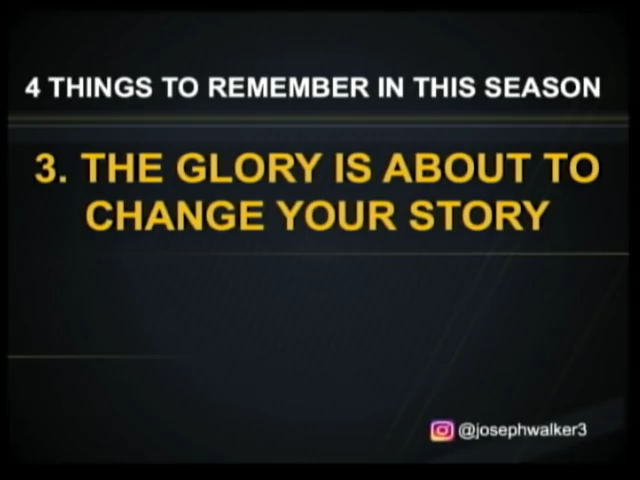 4 THINGS TO REMEMBER IN THIS SEASON
3. THE GLORY IS ABOUT TO
CHANGE YOUR STORY
@josephwalker3